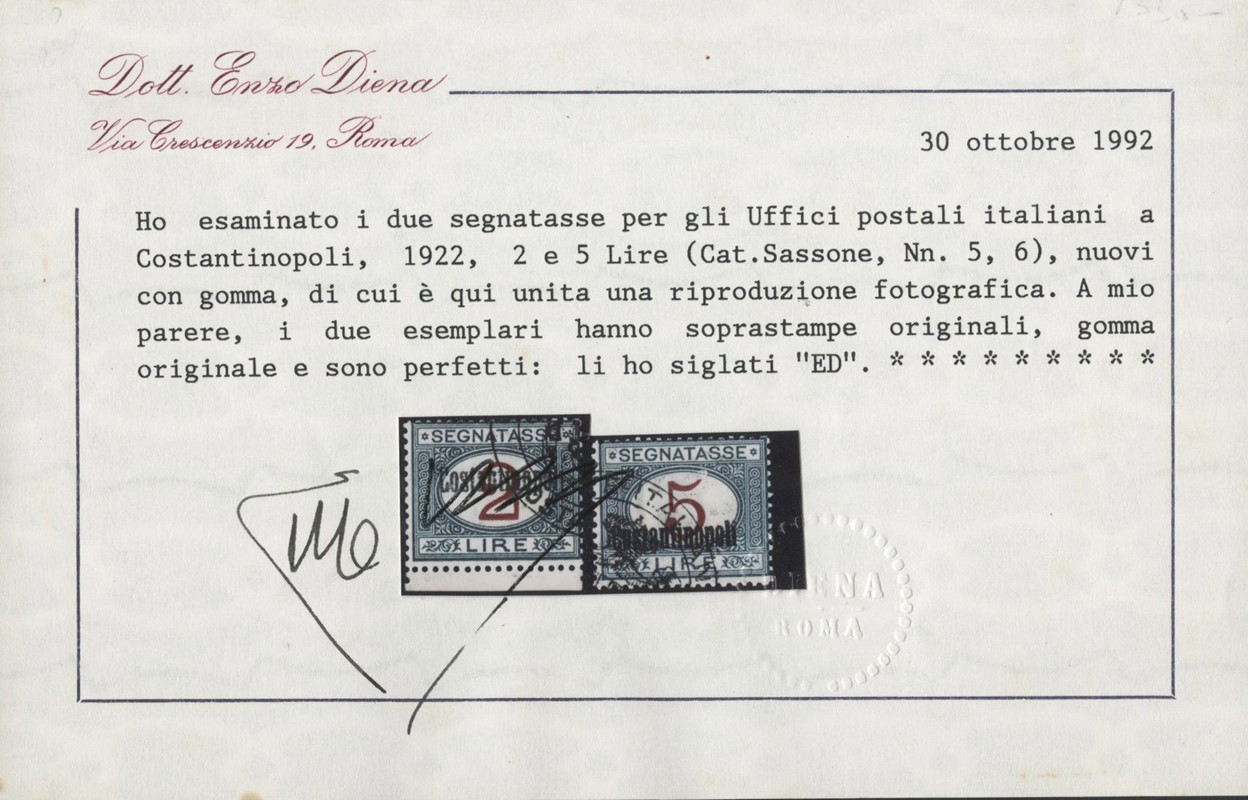 Dott. Enzo Diena
Via Crescenzio 19, Roma
30 ottobre 1992
Ho esaminato i due segnatasse per gli Uffici postali italiani a
Costantinopoli, 1922, 2 e 5 Lire (Cat.Sassone, Nn. 5, 6), nuovi
con gomma, di cui è qui unita una riproduzione fotografica. A mio
parere, i due esemplari hanno soprastampe originali, gomma
originale e sono perfetti: li ho siglati "ED". * * * * * * * * *
SEGNATASSE
2
LIRE
SEGNATASSE
5
Costantinopoli
LIRE
DIENA
ROMA